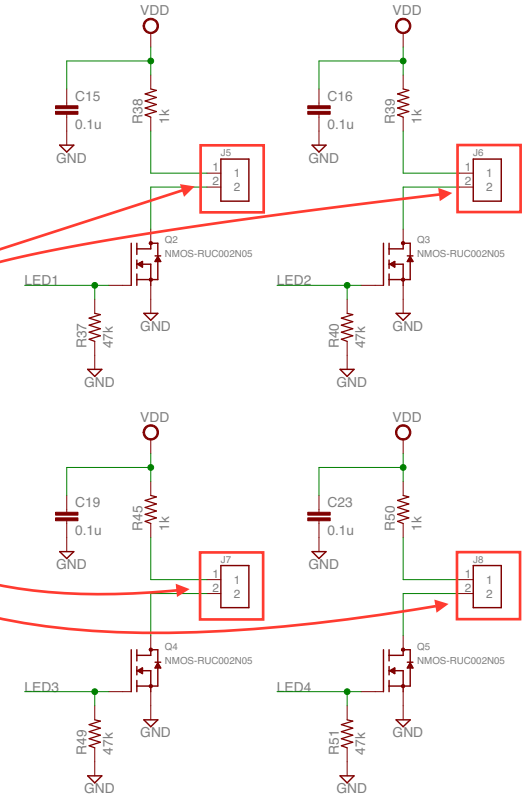 VDD
C15
0.1u
GND
R38
1k
J5
1
2
1
2
Q2
NMOS-RUC002N05
LED1
R37
47k
GND
GND
VDD
C16
0.1u
GND
R39
1k
J6
1
2
1
2
Q3
NMOS-RUC002N05
LED2
R40
47k
GND
GND
VDD
C19
0.1u
GND
R45
1k
J7
1
2
1
2
Q4
NMOS-RUC002N05
LED3
R49
47k
GND
GND
VDD
C23
0.1u
GND
R50
1k
J8
1
2
1
2
Q5
NMOS-RUC002N05
LED4
R51
47k
GND
GND